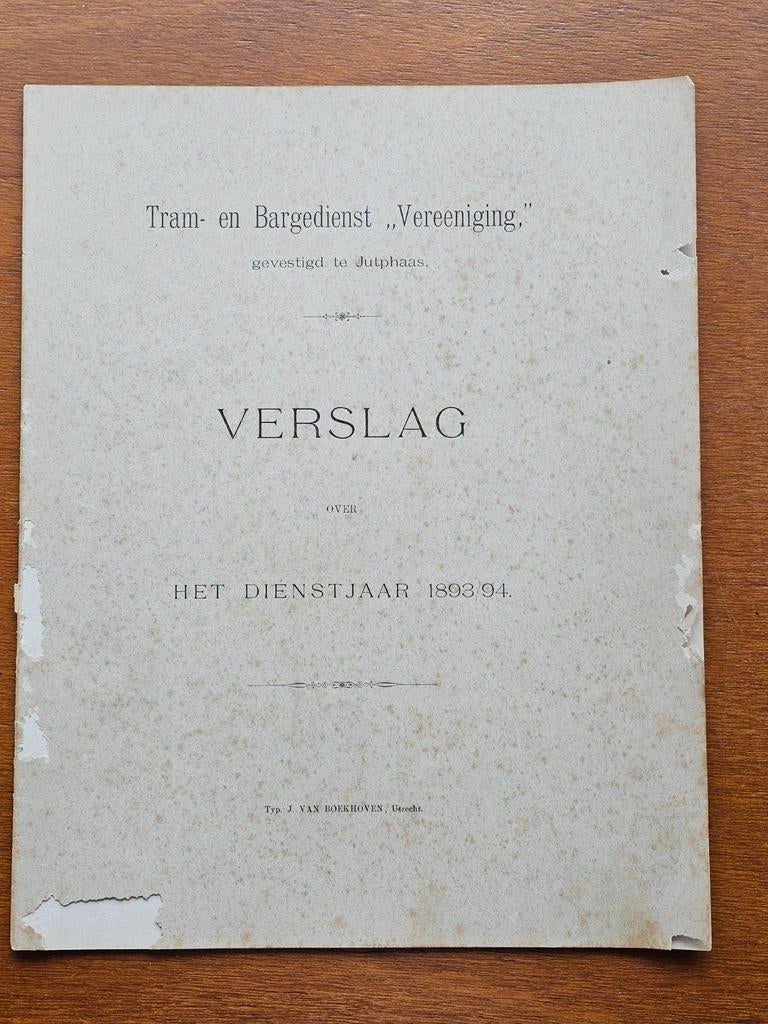 Tram- en Bargedienst „Vereeniging,”
gevestigd te Jutphaas.
VERSLAG
OVER
HET DIENSTJAAR 1893/94.
Typ. J. VAN BOEKHOVEN, Utrecht.